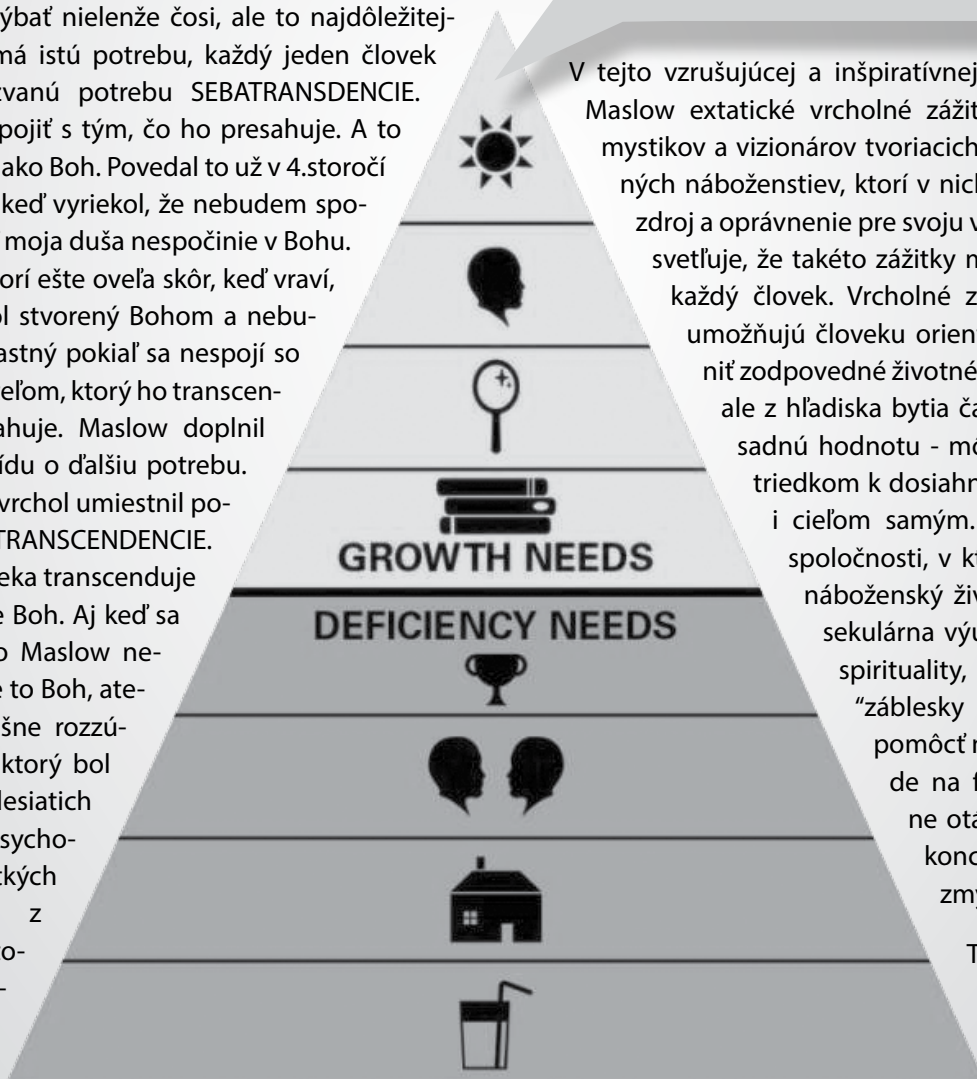 ýbať nielenže čosi, ale to najdôležitej-
má istú potrebu, každý jeden človek
zvanú potrebu SEBATRANSDENCIE.
pojiť s tým, čo ho presahuje. A to
ako Boh. Povedal to už v 4.storočí
keď vyriekol, že nebudem spo-
moja duša nespočinie v Bohu.
orí ešte oveľa skôr, keď vraví,
ol stvorený Bohom a nebu-
astný pokiaľ sa nespojí so
eľom, ktorý ho transcen-
ahuje. Maslow doplnil
ídu o ďalšiu potrebu.
vrchol umiestnil po-
TRANSCENDENCIE.
eka transcenduje
e Boh. Aj keď sa
o Maslow ne-
e to Boh, ate-
šne rozzú-
ktorý bol
desiatich
sycho-
tkých
z
to-
-
GROWTH NEEDS
DEFICIENCY NEEDS
V tejto vzrušujúcej a inšpiratívnej
Maslow extatické vrcholné zážit
mystikov a vizionárov tvoriacich
ných náboženstiev, ktorí v nich
zdroj a oprávnenie pre svoju v
svetľuje, že takéto zážitky m
každý človek. Vrcholné z
umožňujú človeku orien
niť zodpovedné životné
ale z hľadiska bytia ča
sadnú hodnotu - mô
triedkom k dosiahn
i cieľom samým.
spoločnosti, v kt
náboženský živ
sekulárna výu
spirituality,
“záblesky
pomôcť n
de na f
ne otá
konc
zmy
T